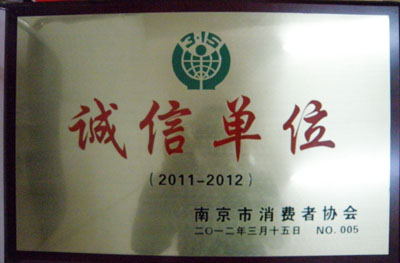 3·15
诚信单位
(2011-2012)
南京市消费者协会
二〇一二年三月十五日 NO.005